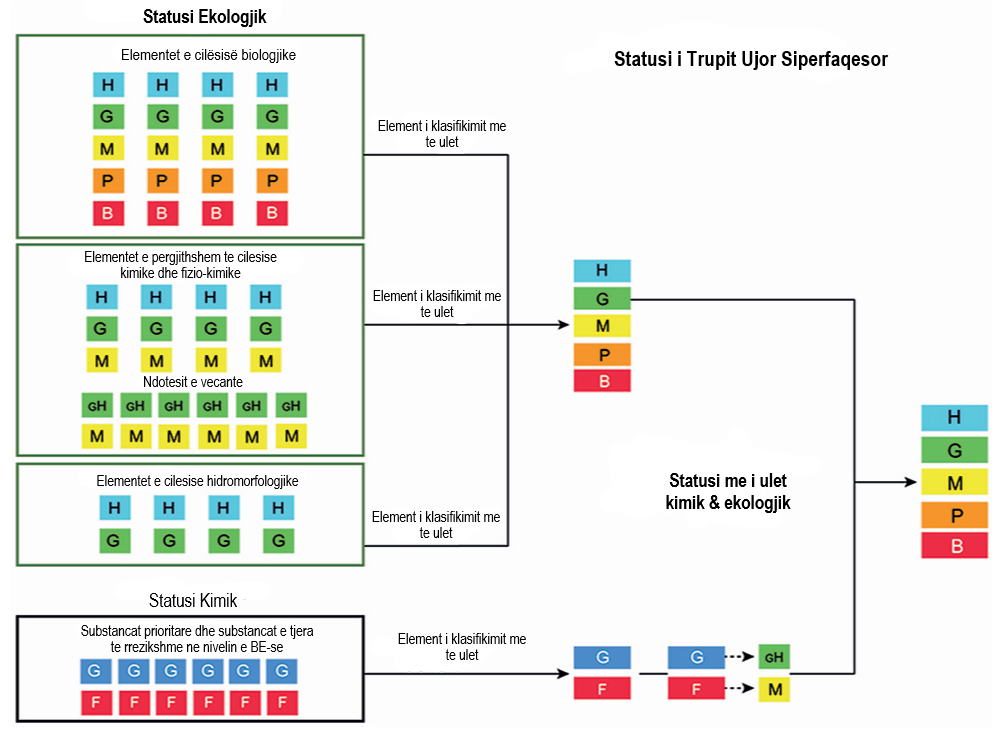 Statusi Ekologjik
Statusi i Trupit Ujor Siperfaqesor
Elementet e cilësisë biologjike
H H H H
G G G G
M M M M
P P P P
B B B B
Element i klasifikimit me
te ulet
Elementet e pergjithshem te cilesise
kimike dhe fizio-kimike
H H H H
G G G G
M M M M
Ndotesit e vecante
GH GH GH GH GH GH
M M M M M M
Element i klasifikimit me
te ulet
H
G
M
P
B
Elementet e cilesise hidromorfologjike
H H H H
G G G G
Element i klasifikimit me
te ulet
Statusi me i ulet
kimik & ekologjik
H
G
M
P
B
Statusi Kimik
Substancat prioritare dhe substancat e tjera
te rrezikshme ne nivelin e BE-se
G G G G G G
F F F F F F
Element i klasifikimit me
te ulet
G G GH
F F M